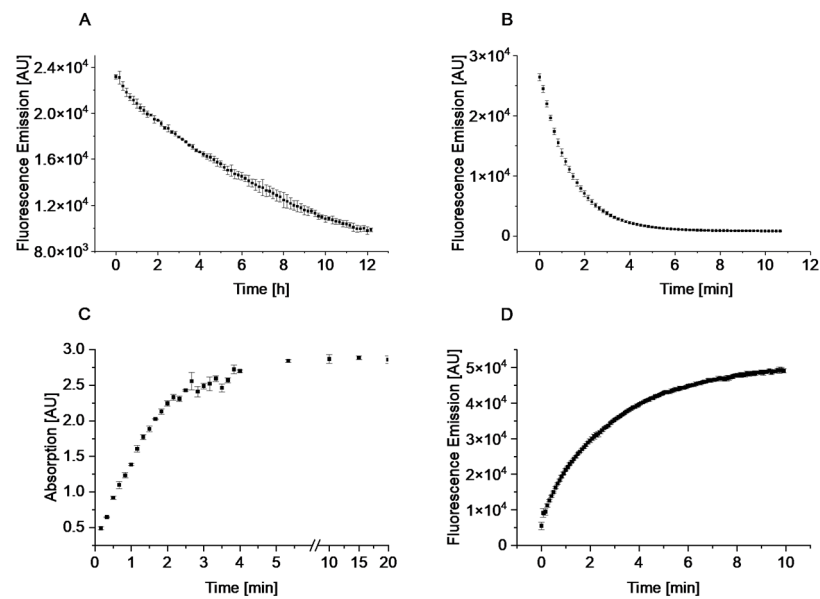 A
Fluorescence Emission [AU]
2.4×10⁴
2.0×10⁴
1.6×10⁴
1.2×10⁴
8.0×10³
0 2 4 6 8 10 12
Time [h]
B
Fluorescence Emission [AU]
3×10⁴
2×10⁴
1×10⁴
0
0 2 4 6 8 10 12
Time [min]
C
Absorption [AU]
3.0
2.5
2.0
1.5
1.0
0.5
0 1 2 3 4 5 10 15 20
Time [min]
D
Fluorescence Emission [AU]
5×10⁴
4×10⁴
3×10⁴
2×10⁴
1×10⁴
0
0 2 4 6 8 10
Time [min]